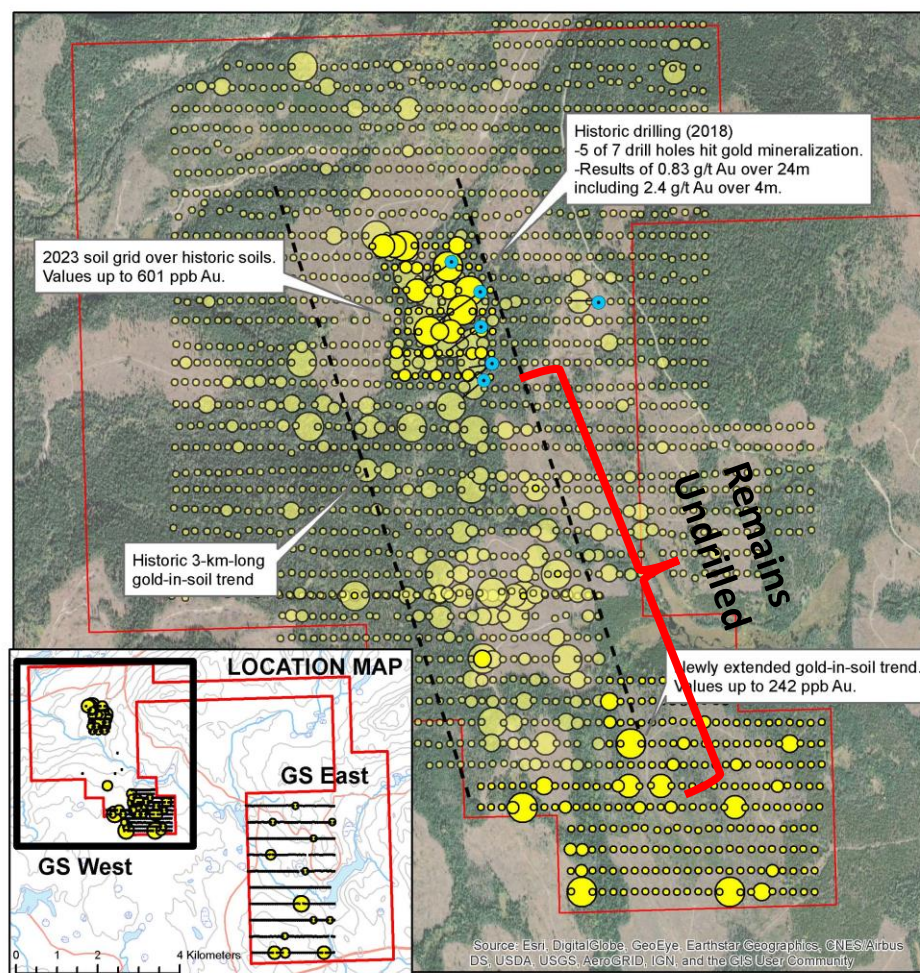 Historic drilling (2018)
-5 of 7 drill holes hit gold mineralization.
-Results of 0.83 g/t Au over 24m
including 2.4 g/t Au over 4m.
2023 soil grid over historic soils.
Values up to 601 ppb Au.
Remains
Undrilled
Historic 3-km-long
gold-in-soil trend
Newly extended gold-in-soil trend.
Values up to 242 ppb Au.
LOCATION MAP
GS East
GS West
0 1 2 4 Kilometers
Source: Esri, DigitalGlobe, GeoEye, Earthstar Geographics, CNES/Airbus
DS, USDA, USGS, AeroGRID, IGN, and the GIS User Community